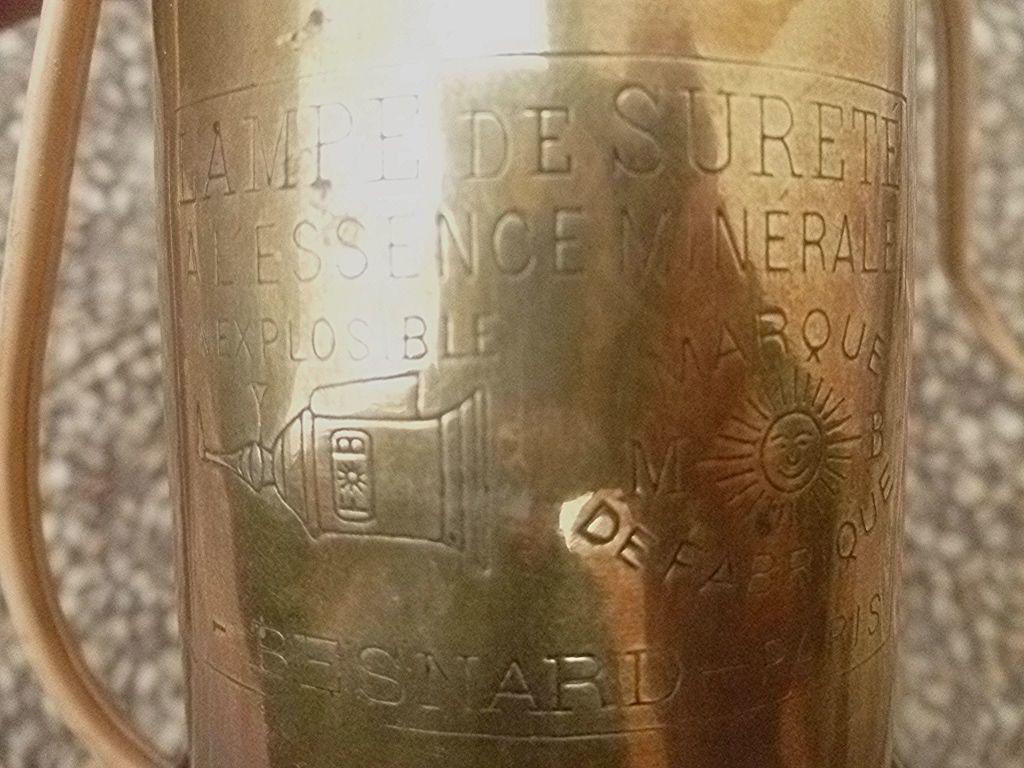 LAMPE DE SURETÉ
A L'ESSENCE MINÉRALE
INEXPLOSIBLE
MARQUE
M B
DE FABRIQUE
- BESNARD - PARIS